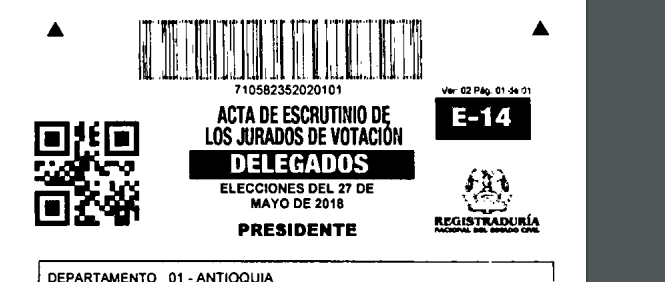 710582352020101
Ver: 02 Pág. 01 de 01
ACTA DE ESCRUTINIO DE
LOS JURADOS DE VOTACIÓN
E-14
DELEGADOS
ELECCIONES DEL 27 DE
MAYO DE 2018
PRESIDENTE
REGISTRADURÍA
NACIONAL DEL ESTADO CIVIL
DEPARTAMENTO 01 - ANTIOQUIA